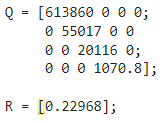 Q = [613860 0 0 0;
0 55017 0 0
0 0 20116 0;
0 0 0 1070.8];
R = [0.22968];